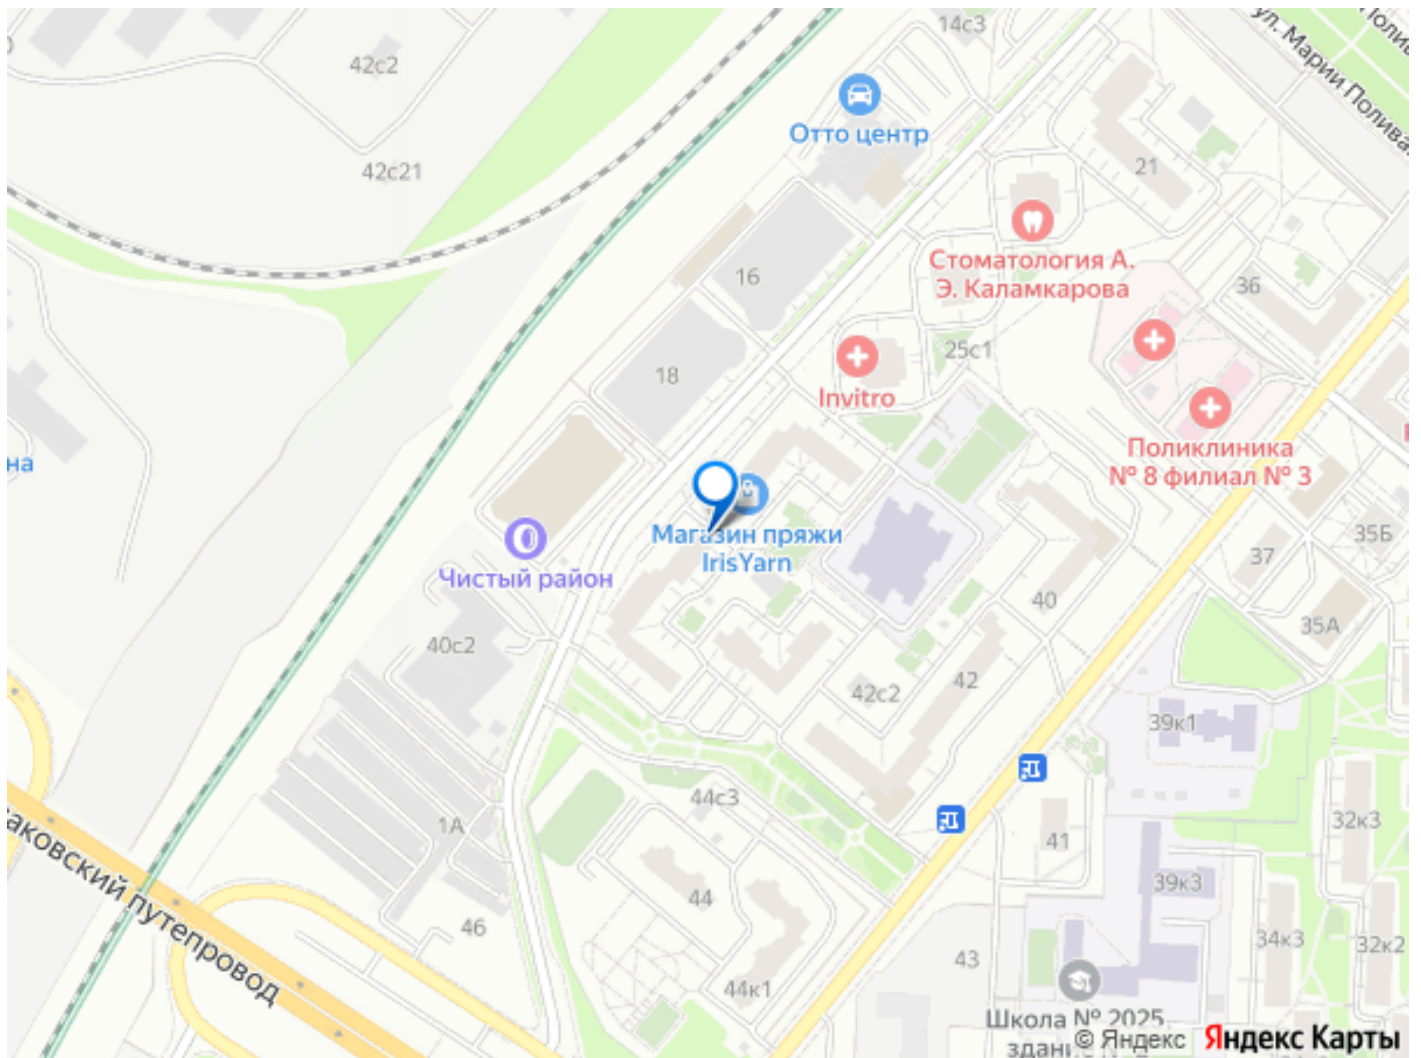 14с3
ул. Марии Полива
42с2
Отто центр
42с21
21
Стоматология А.
Э. Каламкарова
16
36
25с1
18
Invitro
Поликлиника
№ 8 филиал № 3
на
Магазин пряжи
IrisYarn
35Б
Чистый район
37
40
35А
40с2
42
42с2
39к1
44с3
1А
41
32к3
аковский путепровод
39к3
44
46
34к3
32к2
43
44к1
Школа № 2025
здани
© Яндекс Яндекс Карты